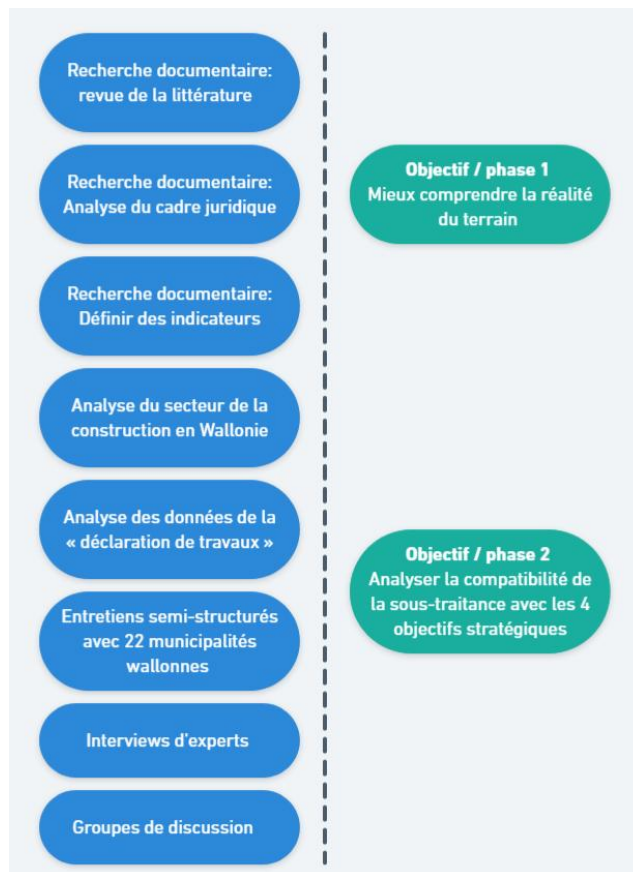 Recherche documentaire:
revue de la littérature
Recherche documentaire:
Analyse du cadre juridique
Recherche documentaire:
Définir des indicateurs
Analyse du secteur de la
construction en Wallonie
Analyse des données de la
« déclaration de travaux »
Entretiens semi-structurés
avec 22 municipalités
wallonnes
Interviews d'experts
Groupes de discussion
Objectif / phase 1
Mieux comprendre la réalité
du terrain
Objectif / phase 2
Analyser la compatibilité de
la sous-traitance avec les 4
objectifs stratégiques